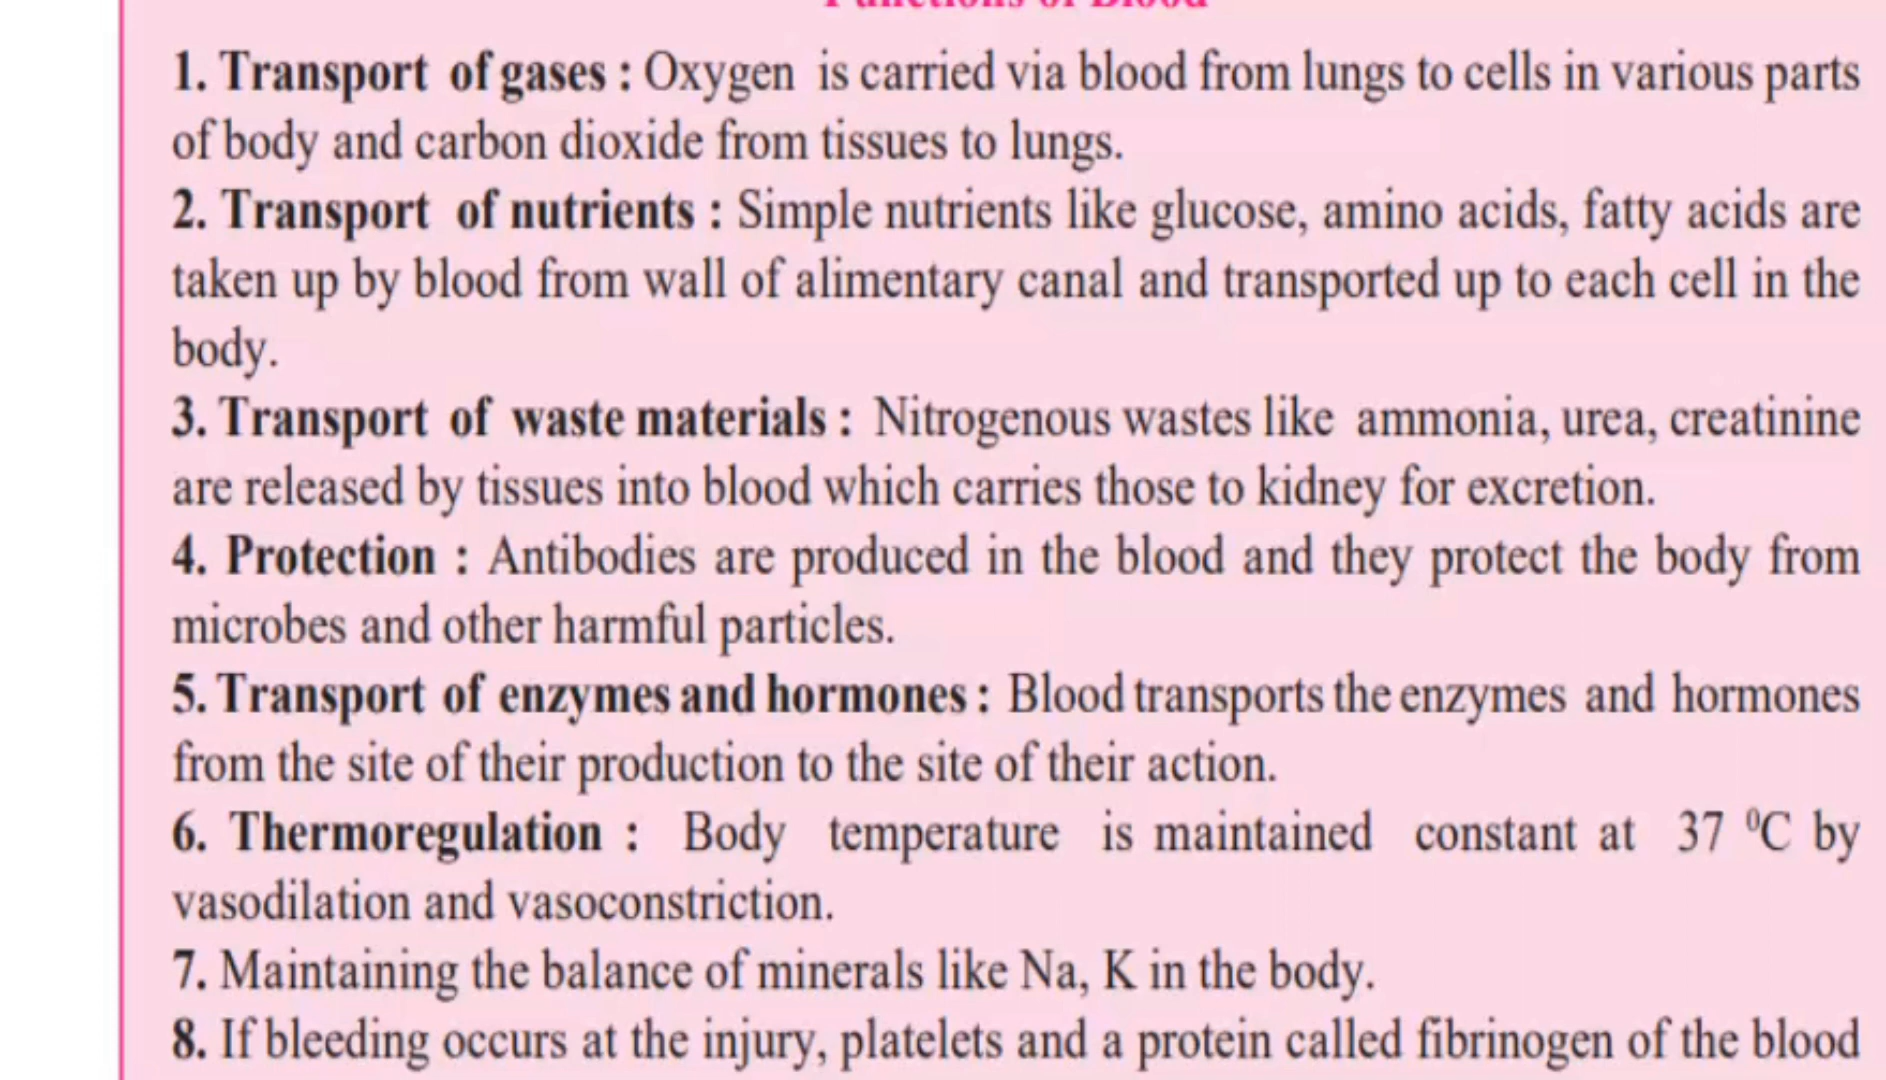 Functions of Blood
1. Transport of gases : Oxygen is carried via blood from lungs to cells in various parts
of body and carbon dioxide from tissues to lungs.
2. Transport of nutrients : Simple nutrients like glucose, amino acids, fatty acids are
taken up by blood from wall of alimentary canal and transported up to each cell in the
body.
3. Transport of waste materials : Nitrogenous wastes like ammonia, urea, creatinine
are released by tissues into blood which carries those to kidney for excretion.
4. Protection : Antibodies are produced in the blood and they protect the body from
microbes and other harmful particles.
5. Transport of enzymes and hormones : Blood transports the enzymes and hormones
from the site of their production to the site of their action.
6. Thermoregulation : Body temperature is maintained constant at 37 ⁰C by
vasodilation and vasoconstriction.
7. Maintaining the balance of minerals like Na, K in the body.
8. If bleeding occurs at the injury, platelets and a protein called fibrinogen of the blood